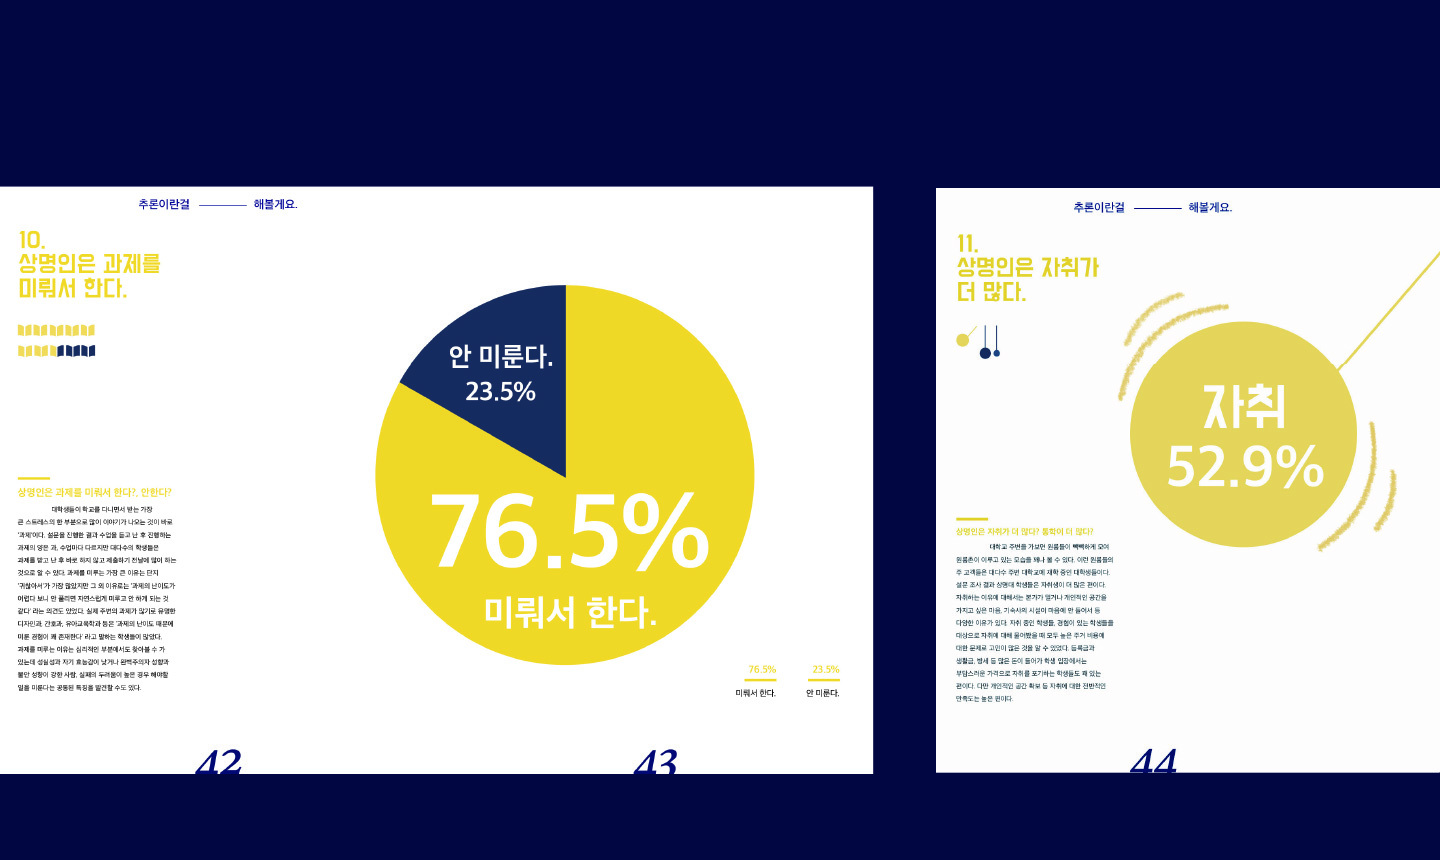 추론이란걸 해볼게요.
10.
상명인은 과제를
미뤄서 한다.
안 미룬다.
23.5%
76.5%
미뤄서 한다.
상명인은 과제를 미뤄서 한다?, 안한다?
대학생들이 학교를 다니면서 받는 가장
큰 스트레스의 한 부분으로 많이 이야기가 나오는 것이 바로
'과제'이다. 설문을 진행한 결과 수업을 듣고 난 후 진행하는
과제의 양은 과, 수업마다 다르지만 대다수의 학생들은
과제를 받고 난 후 바로 하지 않고 제출하기 전날에 많이 하는
것으로 알 수 있다. 과제를 미루는 가장 큰 이유는 단지
'귀찮아서'가 가장 많았지만 그 외 이유로는 '과제의 난이도가
어렵다 보니 안 풀리면 자연스럽게 미루고 안 하게 되는 것
같다' 라는 의견도 있었다. 실제 주변의 과제가 많기로 유명한
디자인과, 간호과, 유아교육학과 등은 '과제의 난이도 때문에
미룬 경험이 꽤 존재한다' 라고 말하는 학생들이 많았다.
과제를 미루는 이유는 심리적인 부분에서도 찾아볼 수 가
있는데 성실성과 자기 효능감이 낮거나 완벽주의자 성향과
불안 성향이 강한 사람, 실패의 두려움이 높은 경우 해야할
일을 미룬다는 공통된 특징을 발견할 수도 있다.
76.5% 23.5%
미뤄서 한다. 안 미룬다.
42 43
추론이란걸 해볼게요.
11.
상명인은 자취가
더 많다.
자취
52.9%
상명인은 자취가 더 많다? 통학이 더 많다?
대학교 주변을 가보면 원룸들이 빽빽하게 모여
원룸촌이 이루고 있는 모습을 꽤나 볼 수 있다. 이런 원룸들의
주 고객들은 대다수 주변 대학교에 재학 중인 대학생들이다.
설문 조사 결과 상명대 학생들은 자취생이 더 많은 편이다.
자취하는 이유에 대해서는 본가가 멀거나 개인적인 공간을
가지고 싶은 마음, 기숙사의 시설이 마음에 안 들어서 등
다양한 이유가 있다. 자취 중인 학생들, 경험이 있는 학생들을
대상으로 자취에 대해 물어봤을 때 모두 높은 주거 비용에
대한 문제로 고민이 많은 것을 알 수 있었다. 등록금과
생활금, 방세 등 많은 돈이 들어가 학생 입장에서는
부담스러운 가격으로 자취를 포기하는 학생들도 꽤 있는
편이다. 다만 개인적인 공간 확보 등 자취에 대한 전반적인
만족도는 높은 편이다.
44